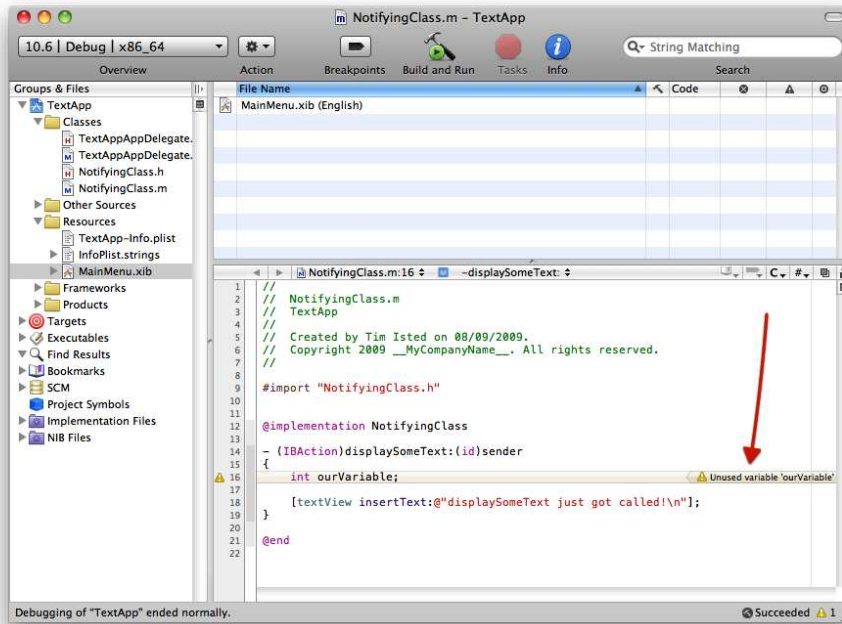 NotifyingClass.m – TextApp
10.6 | Debug | x86_64
String Matching
Overview
Action
Breakpoints
Build and Run
Tasks
Info
Search
Groups & Files
TextApp
Classes
TextAppAppDelegate.
TextAppAppDelegate.
NotifyingClass.h
NotifyingClass.m
Other Sources
Resources
TextApp-Info.plist
InfoPlist.strings
MainMenu.xib
Frameworks
Products
Targets
Executables
Find Results
Bookmarks
SCM
Project Symbols
Implementation Files
NIB Files
File Name
Code
MainMenu.xib (English)
NotifyingClass.m:16
-displaySomeText:
C
#
1 //
2 //  NotifyingClass.m
3 //  TextApp
4 //
5 //  Created by Tim Isted on 08/09/2009.
6 //  Copyright 2009 __MyCompanyName__. All rights reserved.
7 //
8
9 #import "NotifyingClass.h"
10
11
12 @implementation NotifyingClass
13
14 - (IBAction)displaySomeText:(id)sender
15 {
16     int ourVariable;
Unused variable 'ourVariable'
17
18     [textView insertText:@"displaySomeText just got called!\n"];
19 }
20
21 @end
22
Debugging of "TextApp" ended normally.
Succeeded
1